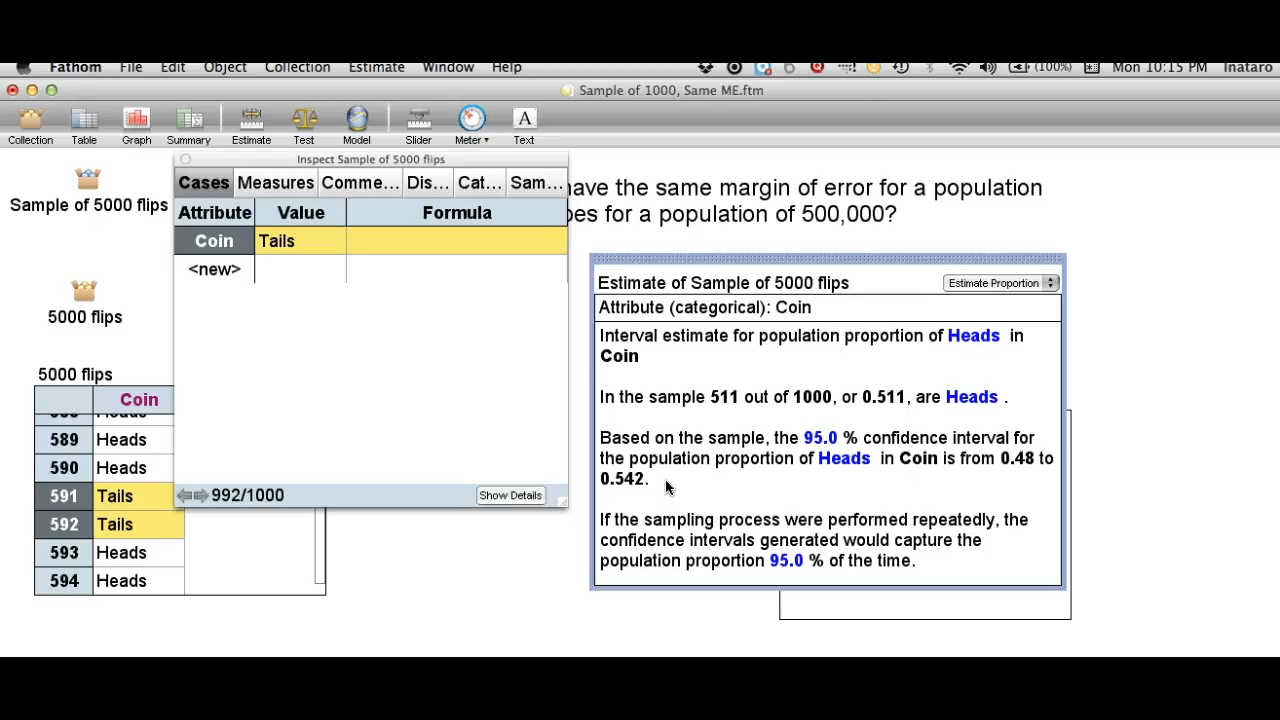 Fathom File Edit Object Collection Estimate Window Help (100%) Mon 10:15 PM Inataro
Sample of 1000, Same ME.ftm
Collection Table Graph Summary Estimate Test Model Slider Meter Text
Inspect Sample of 5000 flips
Cases Measures Comme... Dis... Cat... Sam...
Attribute Value Formula
Coin Tails
<new>
992/1000 Show Details
Sample of 5000 flips
5000 flips
5000 flips
Coin
Heads
589 Heads
590 Heads
591 Tails
592 Tails
593 Heads
594 Heads
have the same margin of error for a population
for a population of 500,000?
Estimate of Sample of 5000 flips Estimate Proportion
Attribute (categorical): Coin
Interval estimate for population proportion of Heads in
Coin
In the sample 511 out of 1000, or 0.511, are Heads .
Based on the sample, the 95.0 % confidence interval for
the population proportion of Heads in Coin is from 0.48 to
0.542.
If the sampling process were performed repeatedly, the
confidence intervals generated would capture the
population proportion 95.0 % of the time.